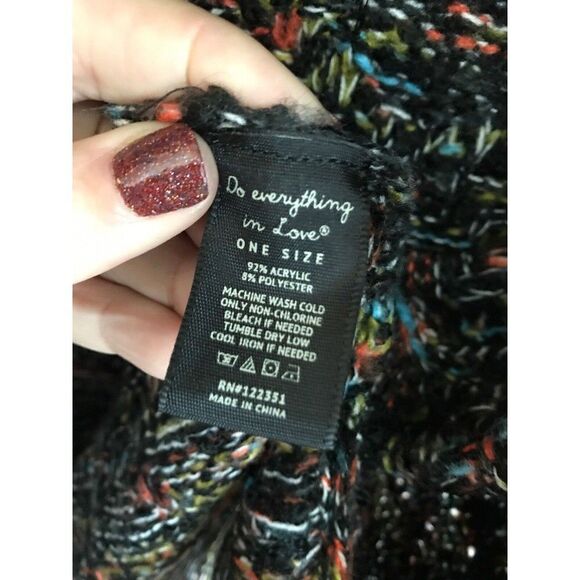 Do everything
in Love®
ONE SIZE
92% ACRYLIC
8% POLYESTER
MACHINE WASH COLD
ONLY NON-CHLORINE
BLEACH IF NEEDED
TUMBLE DRY LOW
COOL IRON IF NEEDED
RN#122351
MADE IN CHINA